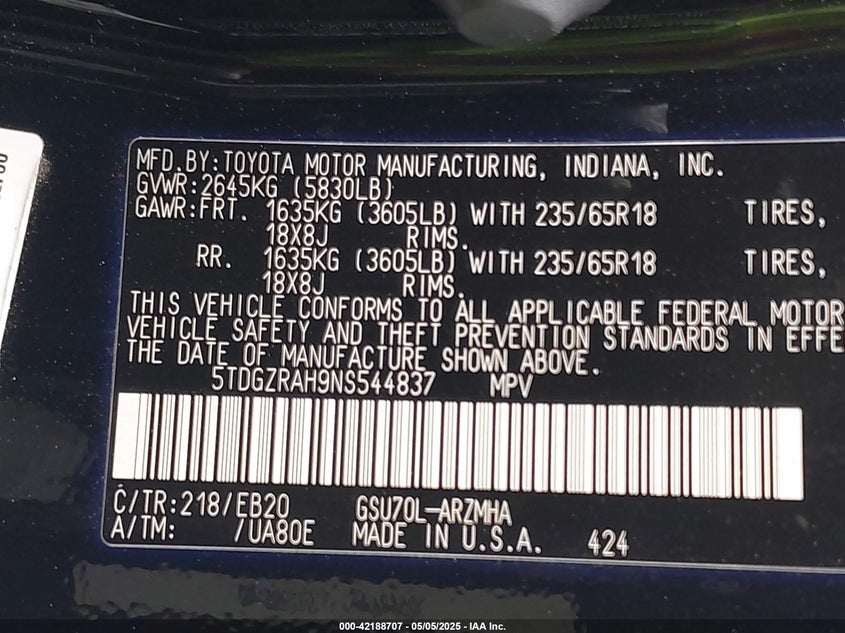 MFD.BY:TOYOTA MOTOR MANUFACTURING, INDIANA, INC.
GVWR:2645KG (5830LB)
GAWR:FRT. 1635KG (3605LB) WITH 235/65R18 TIRES,
18X8J RIMS.
RR. 1635KG (3605LB) WITH 235/65R18 TIRES,
18X8J RIMS.
THIS VEHICLE CONFORMS TO ALL APPLICABLE FEDERAL MOTOR
VEHICLE SAFETY AND THEFT PREVENTION STANDARDS IN EFFE
THE DATE OF MANUFACTURE SHOWN ABOVE.
5TDGZRAH9NS544837 MPV
C/TR:218/EB20 GSU70L-ARZMHA
A/TM: /UA80E MADE IN U.S.A. 424
000-42188707 - 05/05/2025 - IAA Inc.